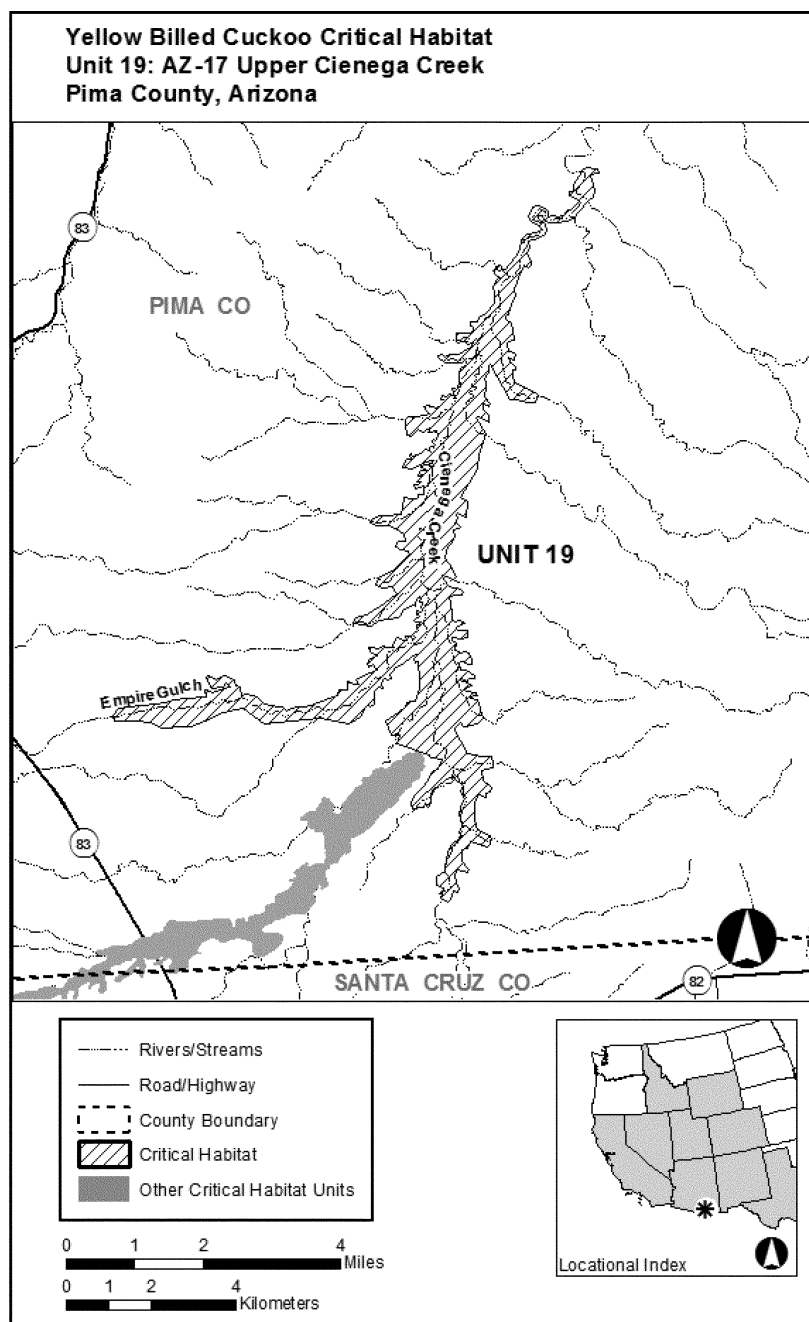 Yellow Billed Cuckoo Critical Habitat
Unit 19: AZ-17 Upper Cienega Creek
Pima County, Arizona
83
PIMA CO
Cienega Creek
UNIT 19
Empire Gulch
83
SANTA CRUZ CO
82
Rivers/Streams
Road/Highway
County Boundary
Critical Habitat
Other Critical Habitat Units
0 1 2 4
Miles
0 1 2 4
Kilometers
Locational Index